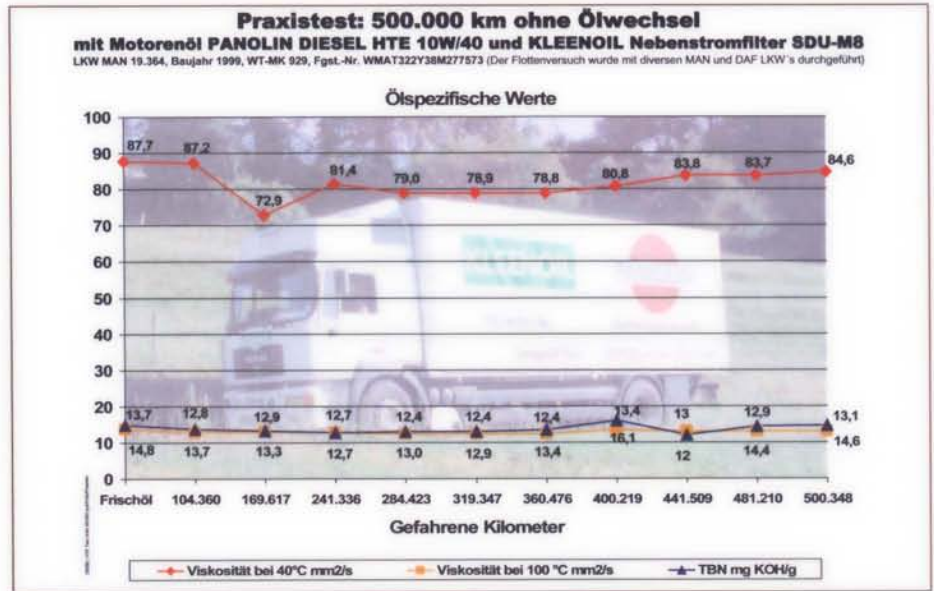 Praxistest: 500.000 km ohne Ölwechsel
mit Motorenöl PANOLIN DIESEL HTE 10W/40 und KLEENOIL Nebenstromfilter SDU-M8
LKW MAN 19.364, Baujahr 1999, WT-MK 929, Fgst.-Nr. WMAT322Y38M277573 (Der Flottenversuch wurde mit diversen MAN und DAF LKW´s durchgeführt)
Ölspezifische Werte
100
90
80
70
60
50
40
30
20
10
0
87,7 87,2 72,9 81,4 79,0 78,9 78,8 80,8 83,8 83,7 84,6
13,7 12,8 12,9 12,7 12,4 12,4 12,4 13,4 13 12,9 13,1
14,8 13,7 13,3 12,7 13,0 12,9 13,4 16,1 12 14,4 14,6
Frischöl 104.360 169.617 241.336 284.423 319.347 360.476 400.219 441.509 481.210 500.348
Gefahrene Kilometer
Viskosität bei 40°C mm2/s Viskosität bei 100 °C mm2/s TBN mg KOH/g